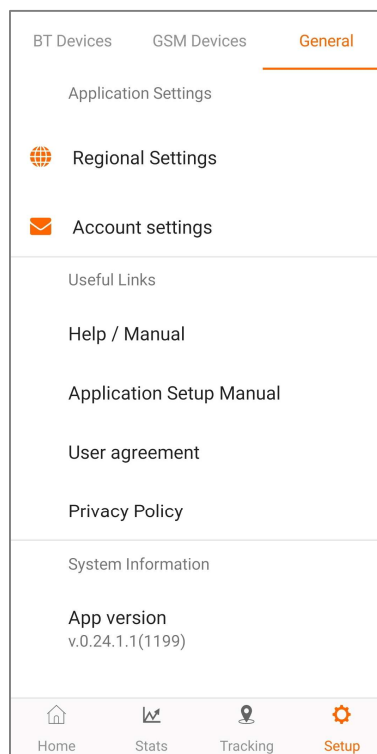 BT Devices GSM Devices General
Application Settings
Regional Settings
Account settings
Useful Links
Help / Manual
Application Setup Manual
User agreement
Privacy Policy
System Information
App version
v.0.24.1.1(1199)
Home Stats Tracking Setup